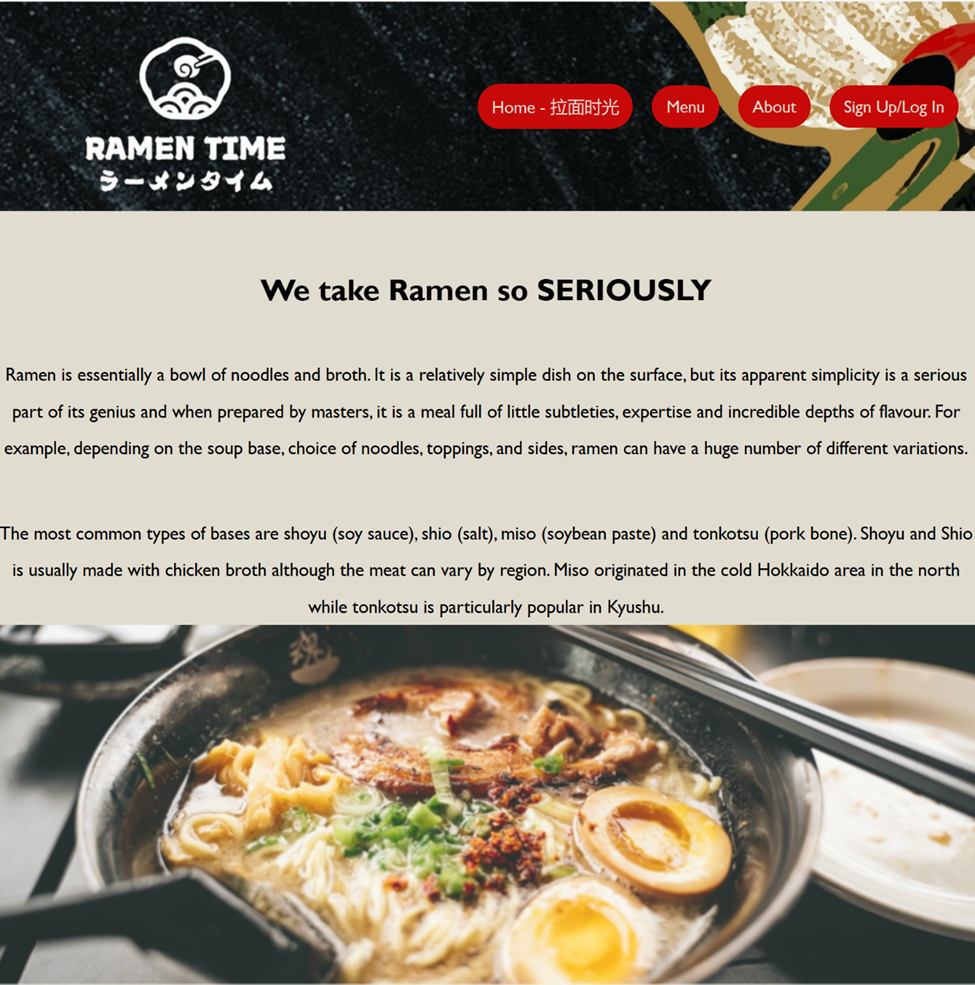 RAMEN TIME
ラーメンタイム
Home - 拉面时光
Menu
About
Sign Up/Log In
We take Ramen so SERIOUSLY
Ramen is essentially a bowl of noodles and broth. It is a relatively simple dish on the surface, but its apparent simplicity is a serious
part of its genius and when prepared by masters, it is a meal full of little subtleties, expertise and incredible depths of flavour. For
example, depending on the soup base, choice of noodles, toppings, and sides, ramen can have a huge number of different variations.
The most common types of bases are shoyu (soy sauce), shio (salt), miso (soybean paste) and tonkotsu (pork bone). Shoyu and Shio
is usually made with chicken broth although the meat can vary by region. Miso originated in the cold Hokkaido area in the north
while tonkotsu is particularly popular in Kyushu.